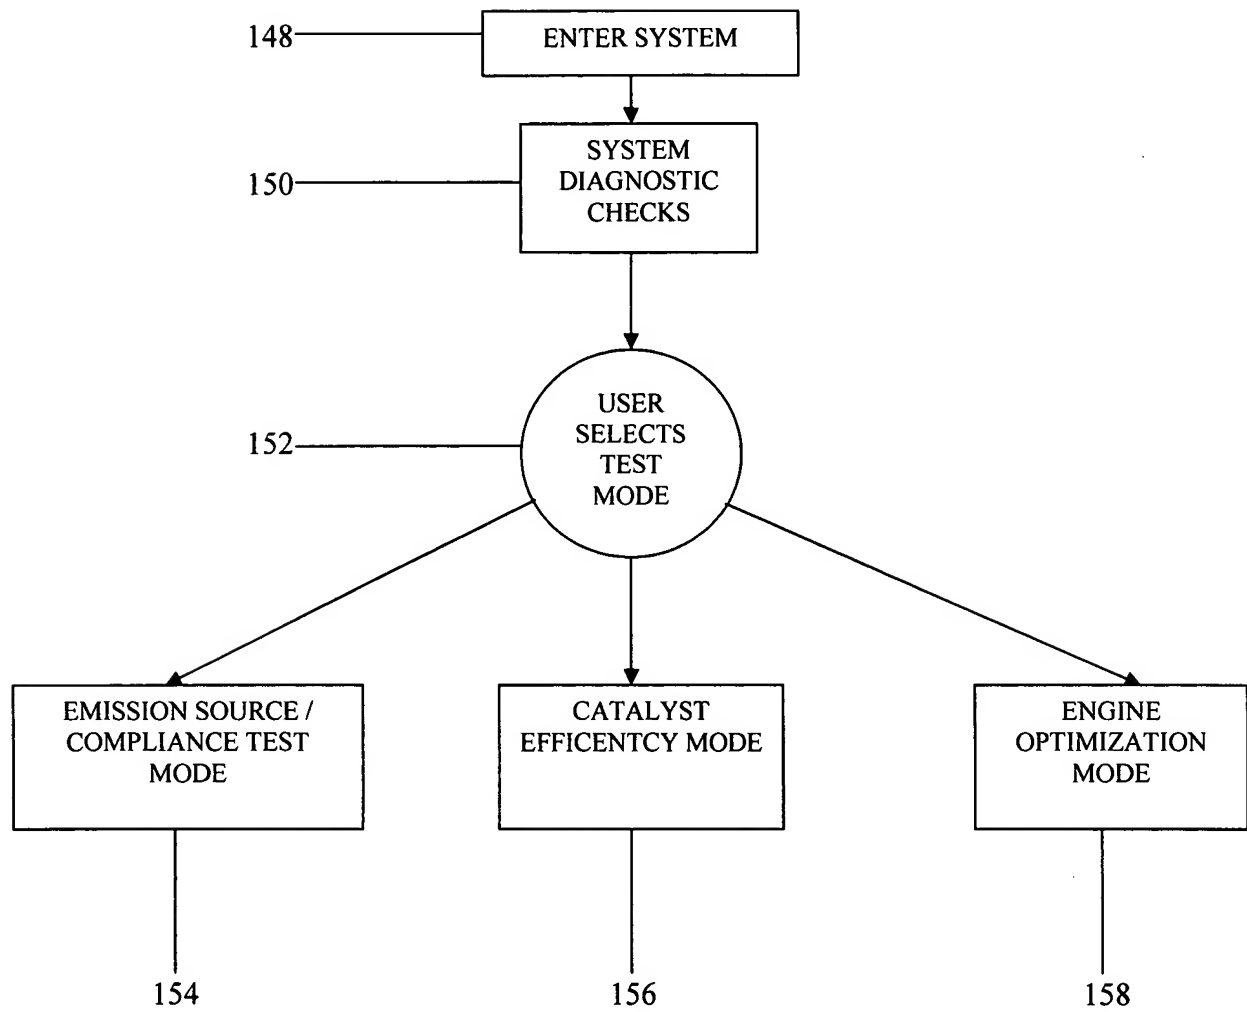 148
ENTER SYSTEM
150
SYSTEM
DIAGNOSTIC
CHECKS
152
USER
SELECTS
TEST
MODE
EMISSION SOURCE /
COMPLIANCE TEST
MODE
CATALYST
EFFICENTCY MODE
ENGINE
OPTIMIZATION
MODE
154
156
158